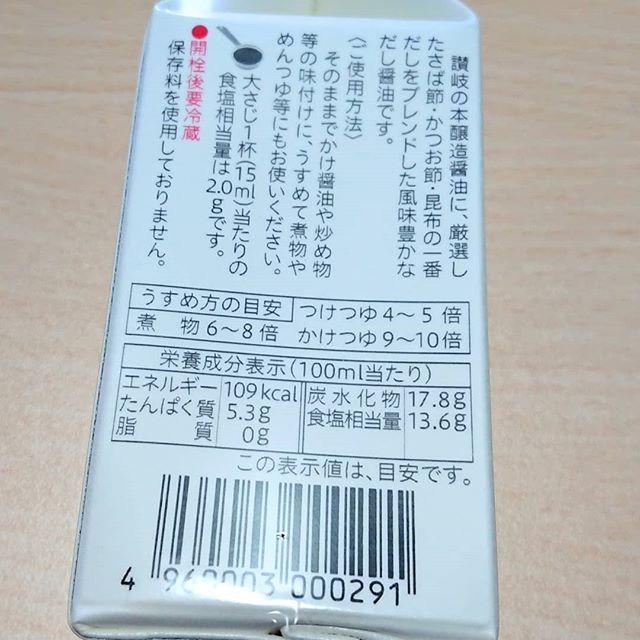 讃岐の本醸造醤油に、厳選し
たさば節・かつお節・昆布の一番
だしをブレンドした風味豊かな
だし醤油です。
〈ご使用方法〉
そのままでかけ醤油や炒め物
等の味付けに、うすめて煮物や
めんつゆ等にもお使いください。
大さじ1杯(15ml)当たりの
食塩相当量は2.0gです。
●開栓後要冷蔵
保存料を使用しておりません。
うすめ方の目安 つけつゆ4〜5倍
煮物6〜8倍 かけつゆ9〜10倍
栄養成分表示(100ml当たり)
エネルギー 109kcal 炭水化物 17.8g
たんぱく質 5.3g 食塩相当量 13.6g
脂質 0g
この表示値は、目安です。
4 960003 000291